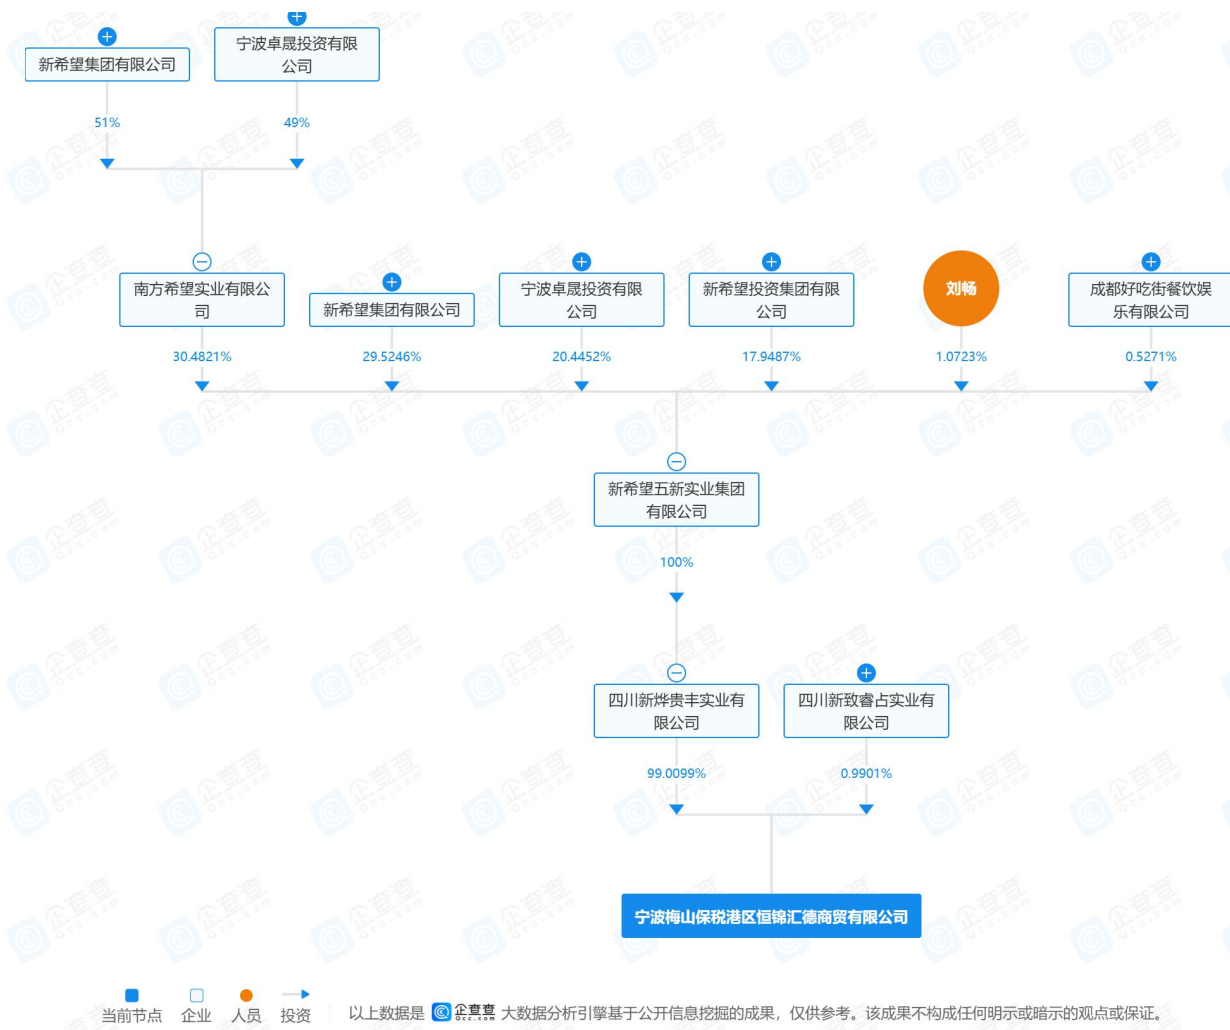 新希望集团有限公司
宁波卓晟投资有限
公司
51%
49%
南方希望实业有限公
司
新希望集团有限公司
宁波卓晟投资有限
公司
新希望投资集团有限
公司
刘畅
成都好吃街餐饮娱
乐有限公司
30.4821%
29.5246%
20.4452%
17.9487%
1.0723%
0.5271%
新希望五新实业集团
有限公司
100%
四川新烨贵丰实业有
限公司
四川新致睿占实业有
限公司
99.0099%
0.9901%
宁波梅山保税港区恒锦汇德商贸有限公司
当前节点 企业 人员 投资
以上数据是 企查查 Qcc.com 大数据分析引擎基于公开信息挖掘的成果，仅供参考。该成果不构成任何明示或暗示的观点或保证。